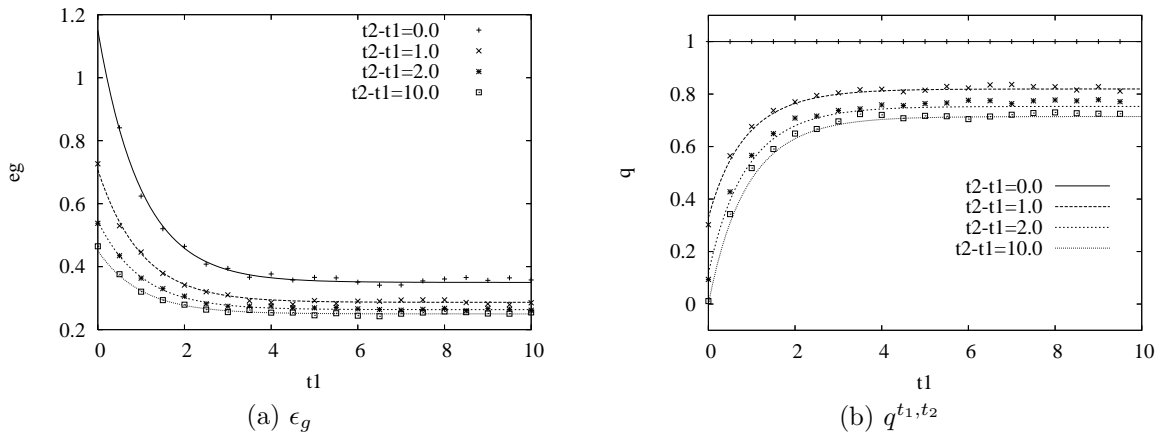 1.2
1
0.8
0.6
0.4
0.2
eg
0 2 4 6 8 10
t1
t2-t1=0.0
t2-t1=1.0
t2-t1=2.0
t2-t1=10.0
(a) ϵ_g
1
0.8
0.6
0.4
0.2
0
q
0 2 4 6 8 10
t1
t2-t1=0.0
t2-t1=1.0
t2-t1=2.0
t2-t1=10.0
(b) q^{t_1,t_2}